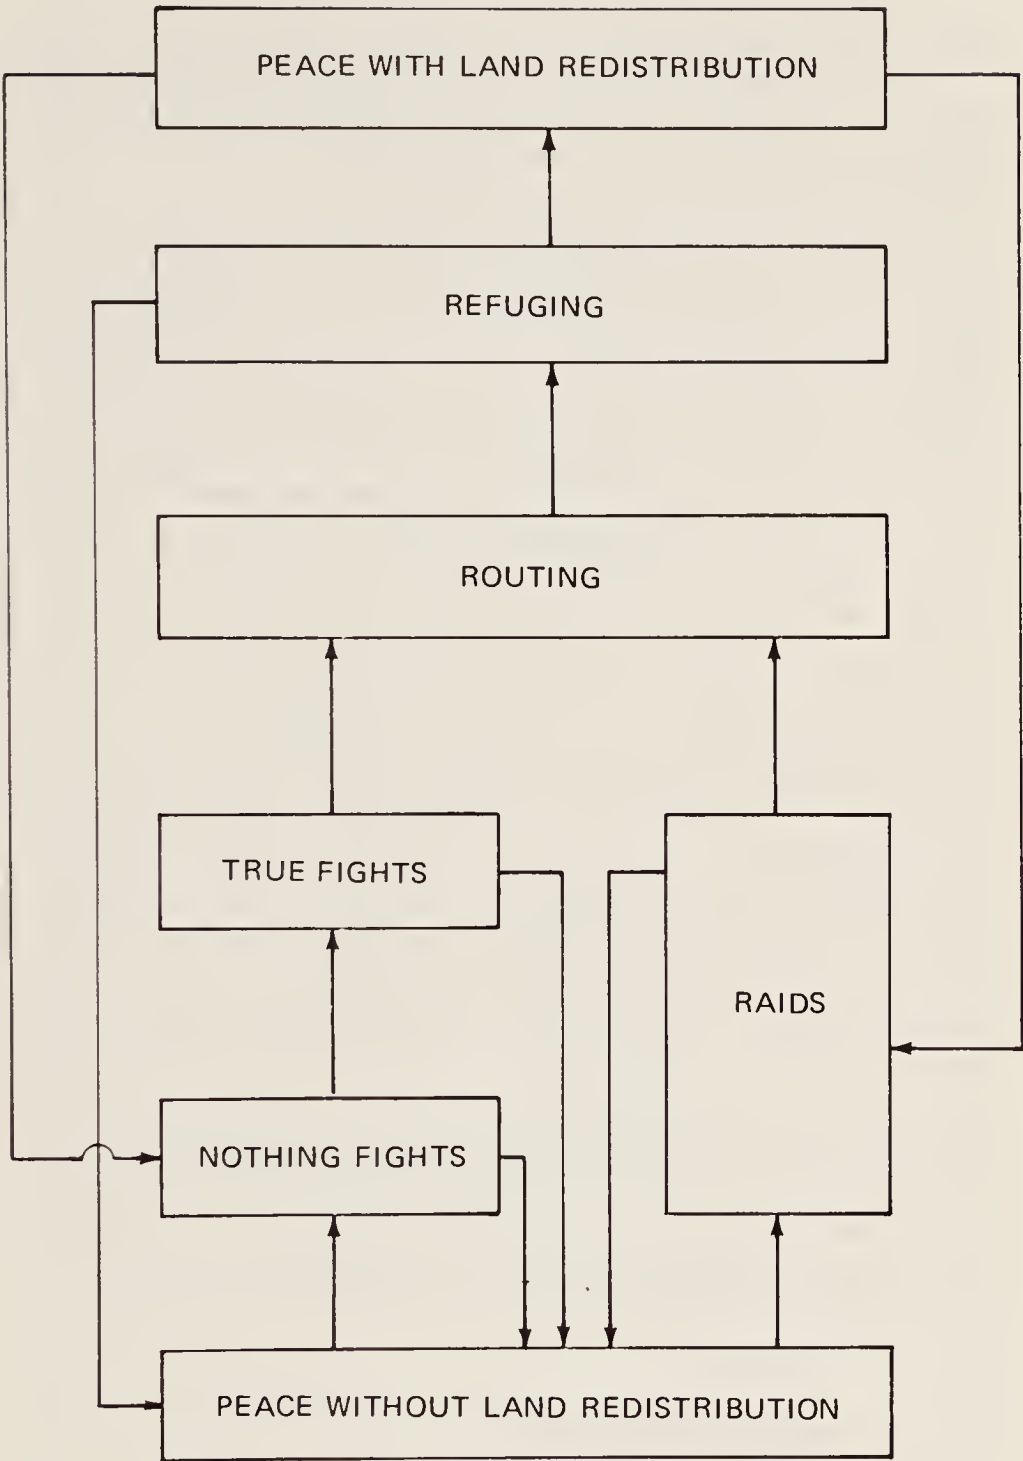 PEACE WITH LAND REDISTRIBUTION
REFUGING
ROUTING
TRUE FIGHTS
RAIDS
NOTHING FIGHTS
PEACE WITHOUT LAND REDISTRIBUTION